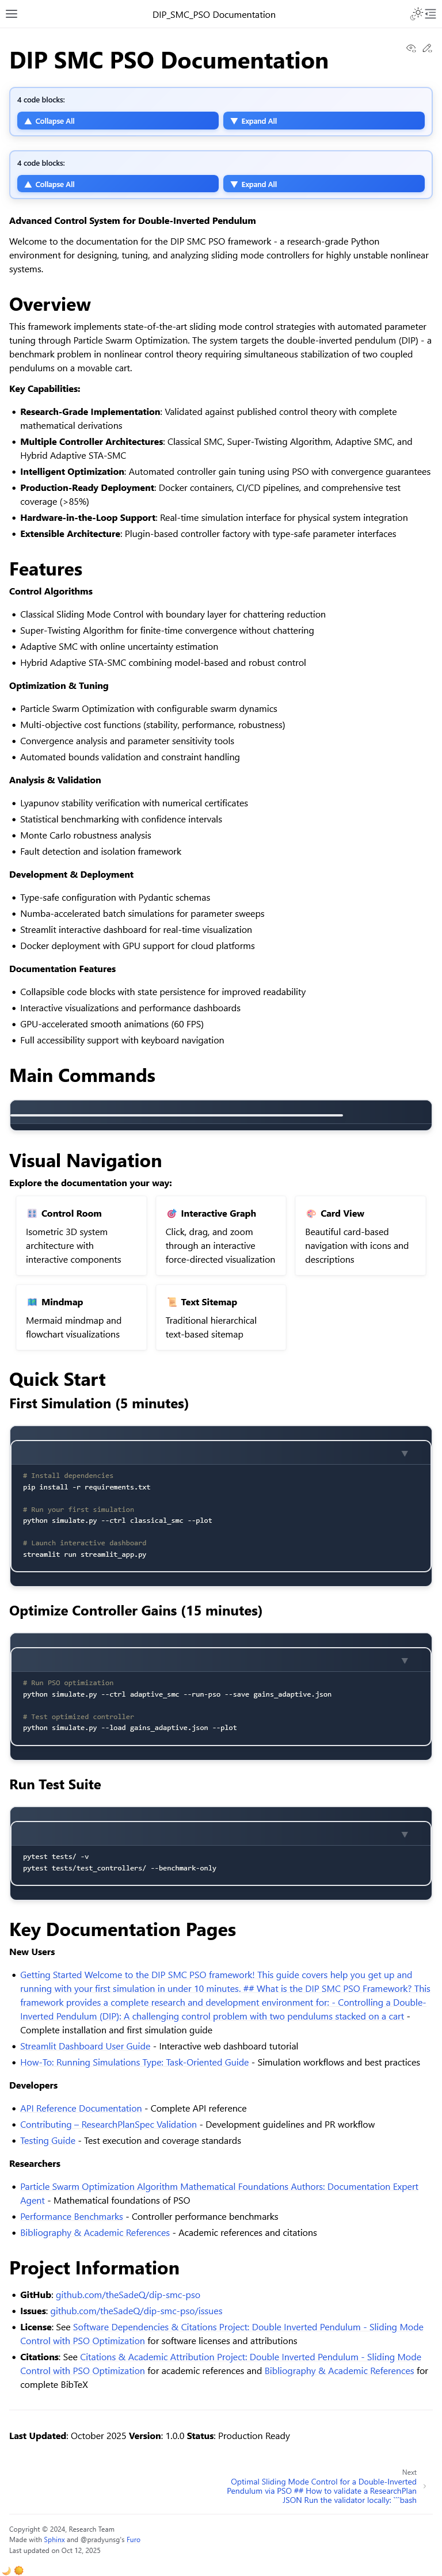 DIP_SMC_PSO Documentation
DIP SMC PSO Documentation
4 code blocks:
▲ Collapse All
▼ Expand All
4 code blocks:
▲ Collapse All
▼ Expand All
Advanced Control System for Double-Inverted Pendulum
Welcome to the documentation for the DIP SMC PSO framework - a research-grade Python
environment for designing, tuning, and analyzing sliding mode controllers for highly unstable nonlinear
systems.
Overview
This framework implements state-of-the-art sliding mode control strategies with automated parameter
tuning through Particle Swarm Optimization. The system targets the double-inverted pendulum (DIP) - a
benchmark problem in nonlinear control theory requiring simultaneous stabilization of two coupled
pendulums on a movable cart.
Key Capabilities:
• Research-Grade Implementation: Validated against published control theory with complete
mathematical derivations
• Multiple Controller Architectures: Classical SMC, Super-Twisting Algorithm, Adaptive SMC, and
Hybrid Adaptive STA-SMC
• Intelligent Optimization: Automated controller gain tuning using PSO with convergence guarantees
• Production-Ready Deployment: Docker containers, CI/CD pipelines, and comprehensive test
coverage (>85%)
• Hardware-in-the-Loop Support: Real-time simulation interface for physical system integration
• Extensible Architecture: Plugin-based controller factory with type-safe parameter interfaces
Features
Control Algorithms
• Classical Sliding Mode Control with boundary layer for chattering reduction
• Super-Twisting Algorithm for finite-time convergence without chattering
• Adaptive SMC with online uncertainty estimation
• Hybrid Adaptive STA-SMC combining model-based and robust control
Optimization & Tuning
• Particle Swarm Optimization with configurable swarm dynamics
• Multi-objective cost functions (stability, performance, robustness)
• Convergence analysis and parameter sensitivity tools
• Automated bounds validation and constraint handling
Analysis & Validation
• Lyapunov stability verification with numerical certificates
• Statistical benchmarking with confidence intervals
• Monte Carlo robustness analysis
• Fault detection and isolation framework
Development & Deployment
• Type-safe configuration with Pydantic schemas
• Numba-accelerated batch simulations for parameter sweeps
• Streamlit interactive dashboard for real-time visualization
• Docker deployment with GPU support for cloud platforms
Documentation Features
• Collapsible code blocks with state persistence for improved readability
• Interactive visualizations and performance dashboards
• GPU-accelerated smooth animations (60 FPS)
• Full accessibility support with keyboard navigation
Main Commands
Visual Navigation
Explore the documentation your way:
Control Room
Isometric 3D system
architecture with
interactive components
Interactive Graph
Click, drag, and zoom
through an interactive
force-directed visualization
Card View
Beautiful card-based
navigation with icons and
descriptions
Mindmap
Mermaid mindmap and
flowchart visualizations
Text Sitemap
Traditional hierarchical
text-based sitemap
Quick Start
First Simulation (5 minutes)
# Install dependencies
pip install -r requirements.txt
# Run your first simulation
python simulate.py --ctrl classical_smc --plot
# Launch interactive dashboard
streamlit run streamlit_app.py
Optimize Controller Gains (15 minutes)
# Run PSO optimization
python simulate.py --ctrl adaptive_smc --run-pso --save gains_adaptive.json
# Test optimized controller
python simulate.py --load gains_adaptive.json --plot
Run Test Suite
pytest tests/ -v
pytest tests/test_controllers/ --benchmark-only
Key Documentation Pages
New Users
• Getting Started Welcome to the DIP SMC PSO framework! This guide covers help you get up and
running with your first simulation in under 10 minutes. ## What is the DIP SMC PSO Framework? This
framework provides a complete research and development environment for: - Controlling a Double-
Inverted Pendulum (DIP): A challenging control problem with two pendulums stacked on a cart -
Complete installation and first simulation guide
• Streamlit Dashboard User Guide - Interactive web dashboard tutorial
• How-To: Running Simulations Type: Task-Oriented Guide - Simulation workflows and best practices
Developers
• API Reference Documentation - Complete API reference
• Contributing – ResearchPlanSpec Validation - Development guidelines and PR workflow
• Testing Guide - Test execution and coverage standards
Researchers
• Particle Swarm Optimization Algorithm Mathematical Foundations Authors: Documentation Expert
Agent - Mathematical foundations of PSO
• Performance Benchmarks - Controller performance benchmarks
• Bibliography & Academic References - Academic references and citations
Project Information
• GitHub: github.com/theSadeQ/dip-smc-pso
• Issues: github.com/theSadeQ/dip-smc-pso/issues
• License: See Software Dependencies & Citations Project: Double Inverted Pendulum - Sliding Mode
Control with PSO Optimization for software licenses and attributions
• Citations: See Citations & Academic Attribution Project: Double Inverted Pendulum - Sliding Mode
Control with PSO Optimization for academic references and Bibliography & Academic References for
complete BibTeX
Last Updated: October 2025 Version: 1.0.0 Status: Production Ready
Next
Optimal Sliding Mode Control for a Double-Inverted
Pendulum via PSO ## How to validate a ResearchPlan
JSON Run the validator locally: ```bash
Copyright © 2024, Research Team
Made with Sphinx and @pradyunsg's Furo
Last updated on Oct 12, 2025